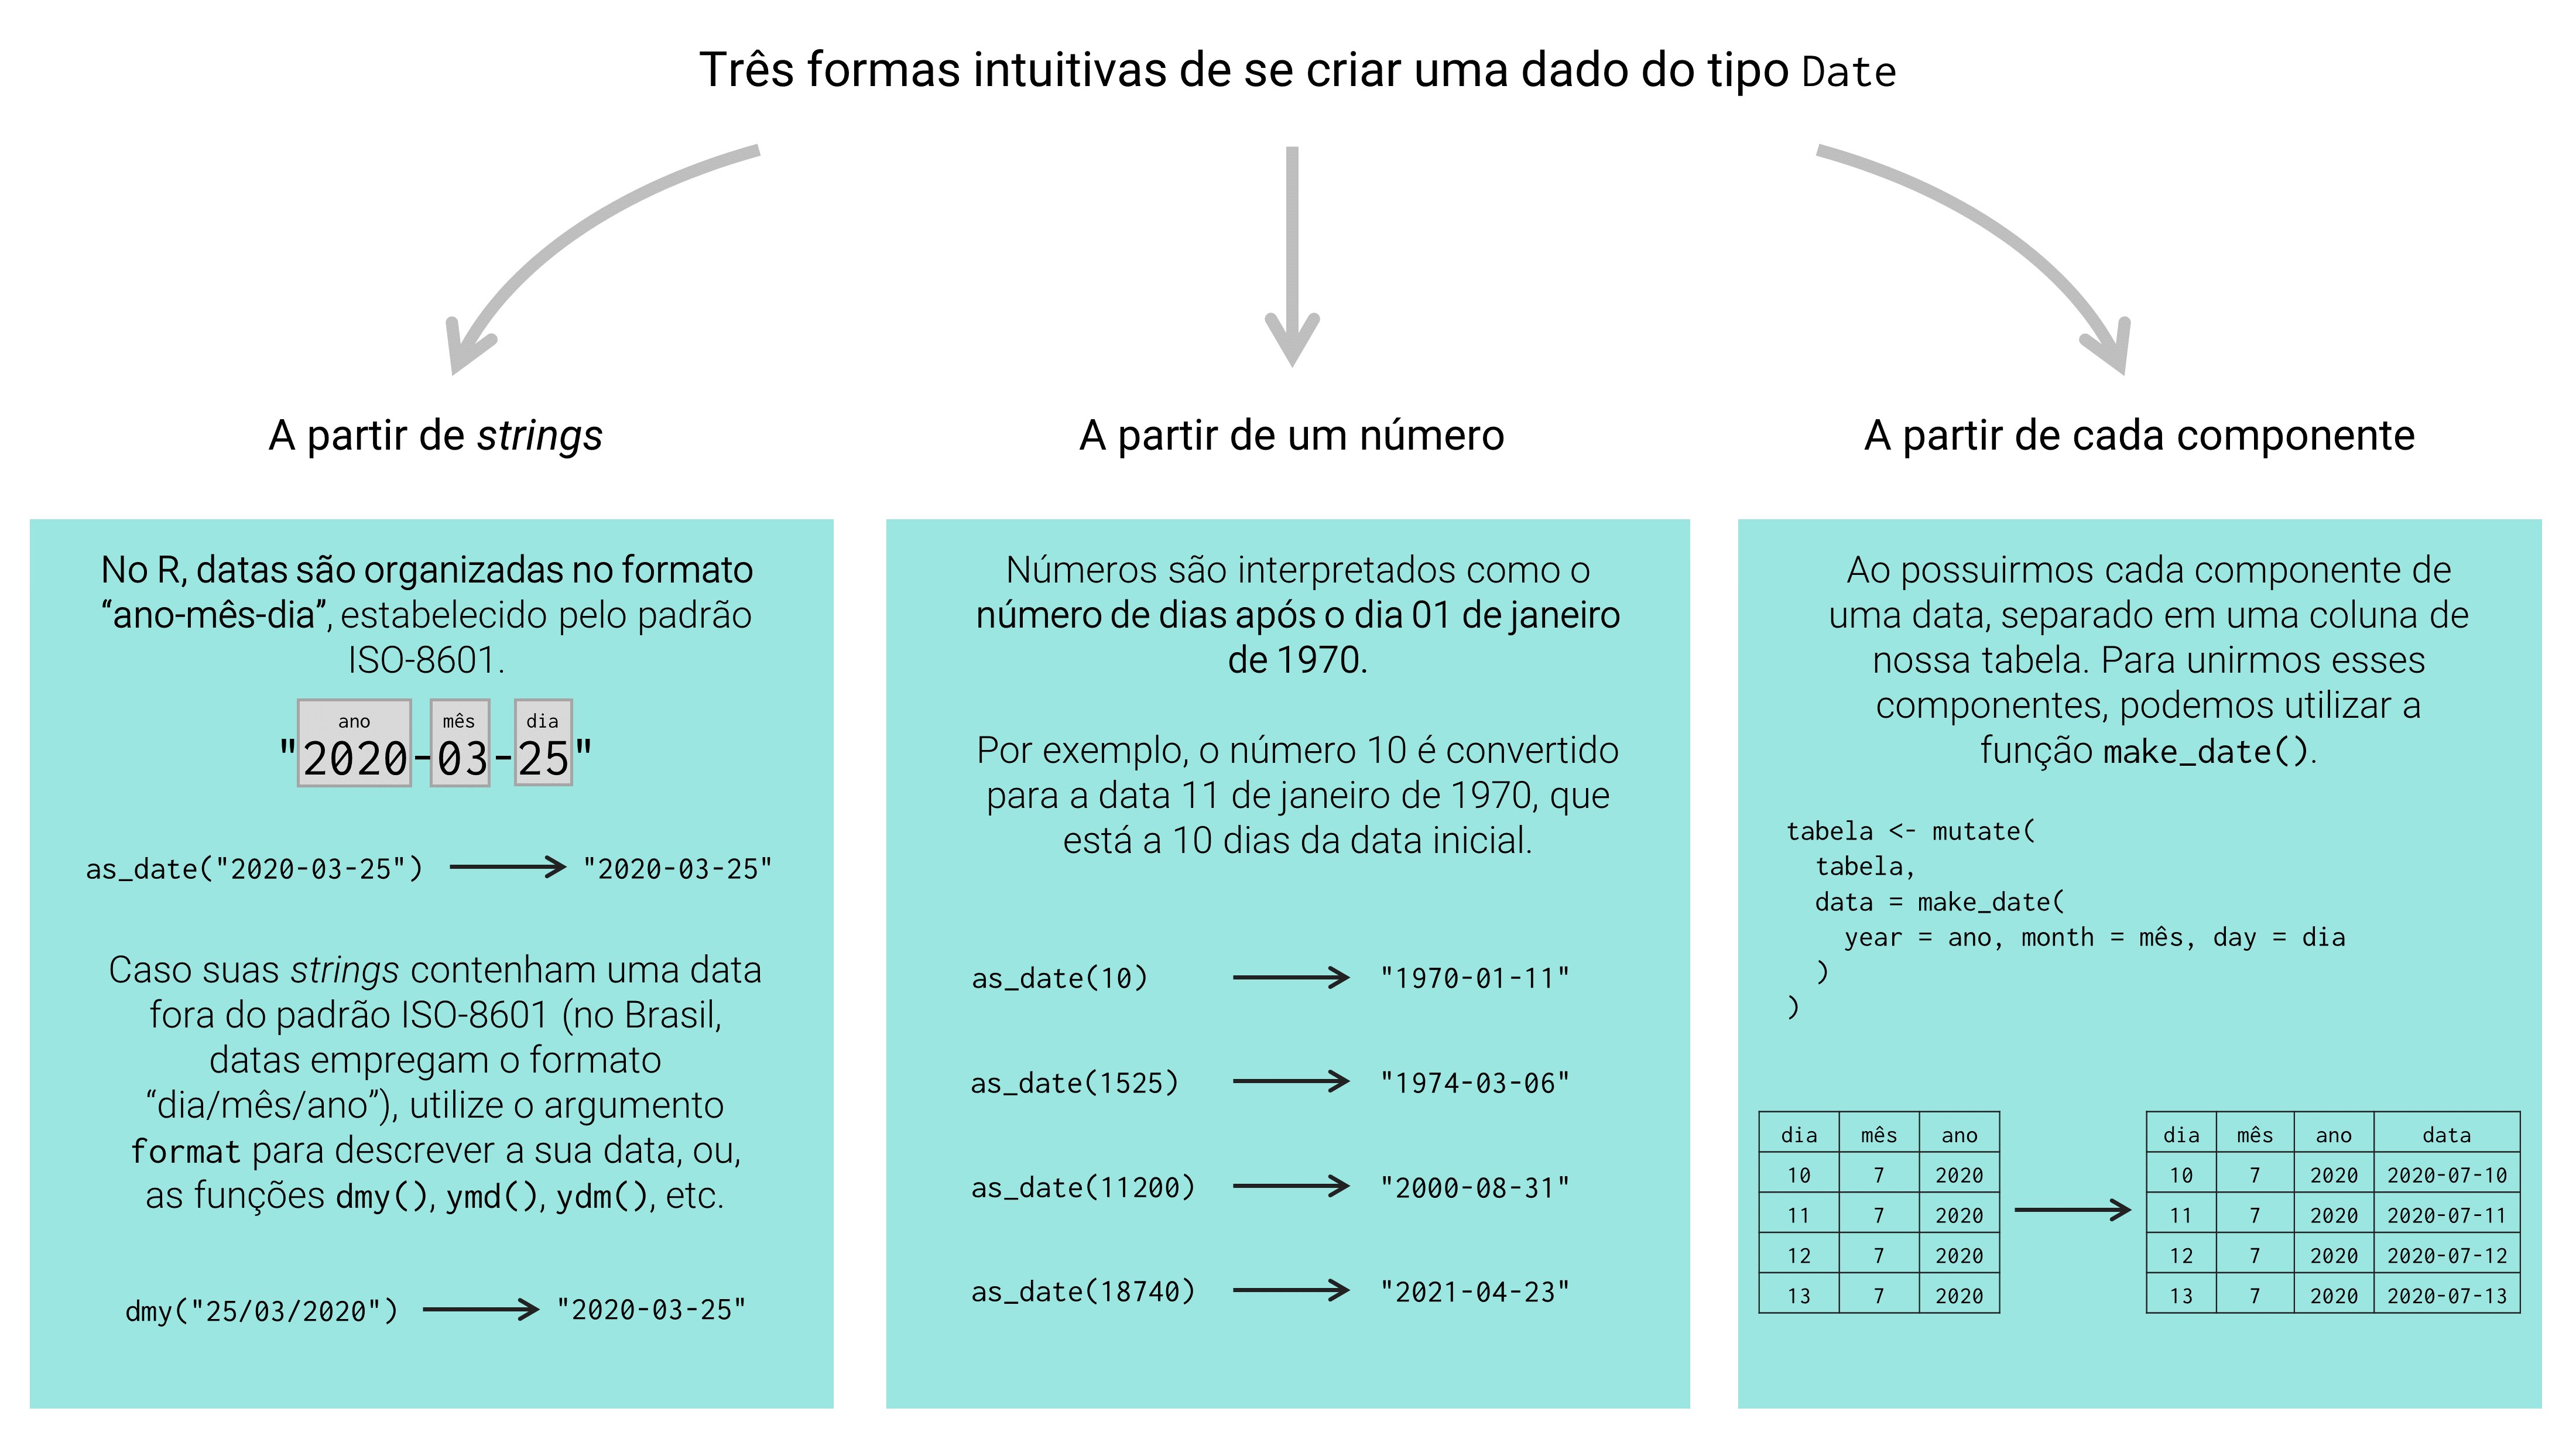 Três formas intuitivas de se criar uma dado do tipo Date
A partir de strings
No R, datas são organizadas no formato
“ano-mês-dia”, estabelecido pelo padrão
ISO-8601.
ano mês dia
"2020-03-25"
as_date("2020-03-25") "2020-03-25"
Caso suas strings contenham uma data
fora do padrão ISO-8601 (no Brasil,
datas empregam o formato
“dia/mês/ano”), utilize o argumento
format para descrever a sua data, ou,
as funções dmy(), ymd(), ydm(), etc.
dmy("25/03/2020") "2020-03-25"
A partir de um número
Números são interpretados como o
número de dias após o dia 01 de janeiro
de 1970.
Por exemplo, o número 10 é convertido
para a data 11 de janeiro de 1970, que
está a 10 dias da data inicial.
as_date(10) "1970-01-11"
as_date(1525) "1974-03-06"
as_date(11200) "2000-08-31"
as_date(18740) "2021-04-23"
A partir de cada componente
Ao possuirmos cada componente de
uma data, separado em uma coluna de
nossa tabela. Para unirmos esses
componentes, podemos utilizar a
função make_date().
tabela <- mutate(
tabela,
data = make_date(
year = ano, month = mês, day = dia
)
)
dia mês ano
10 7 2020
11 7 2020
12 7 2020
13 7 2020
dia mês ano data
10 7 2020 2020-07-10
11 7 2020 2020-07-11
12 7 2020 2020-07-12
13 7 2020 2020-07-13